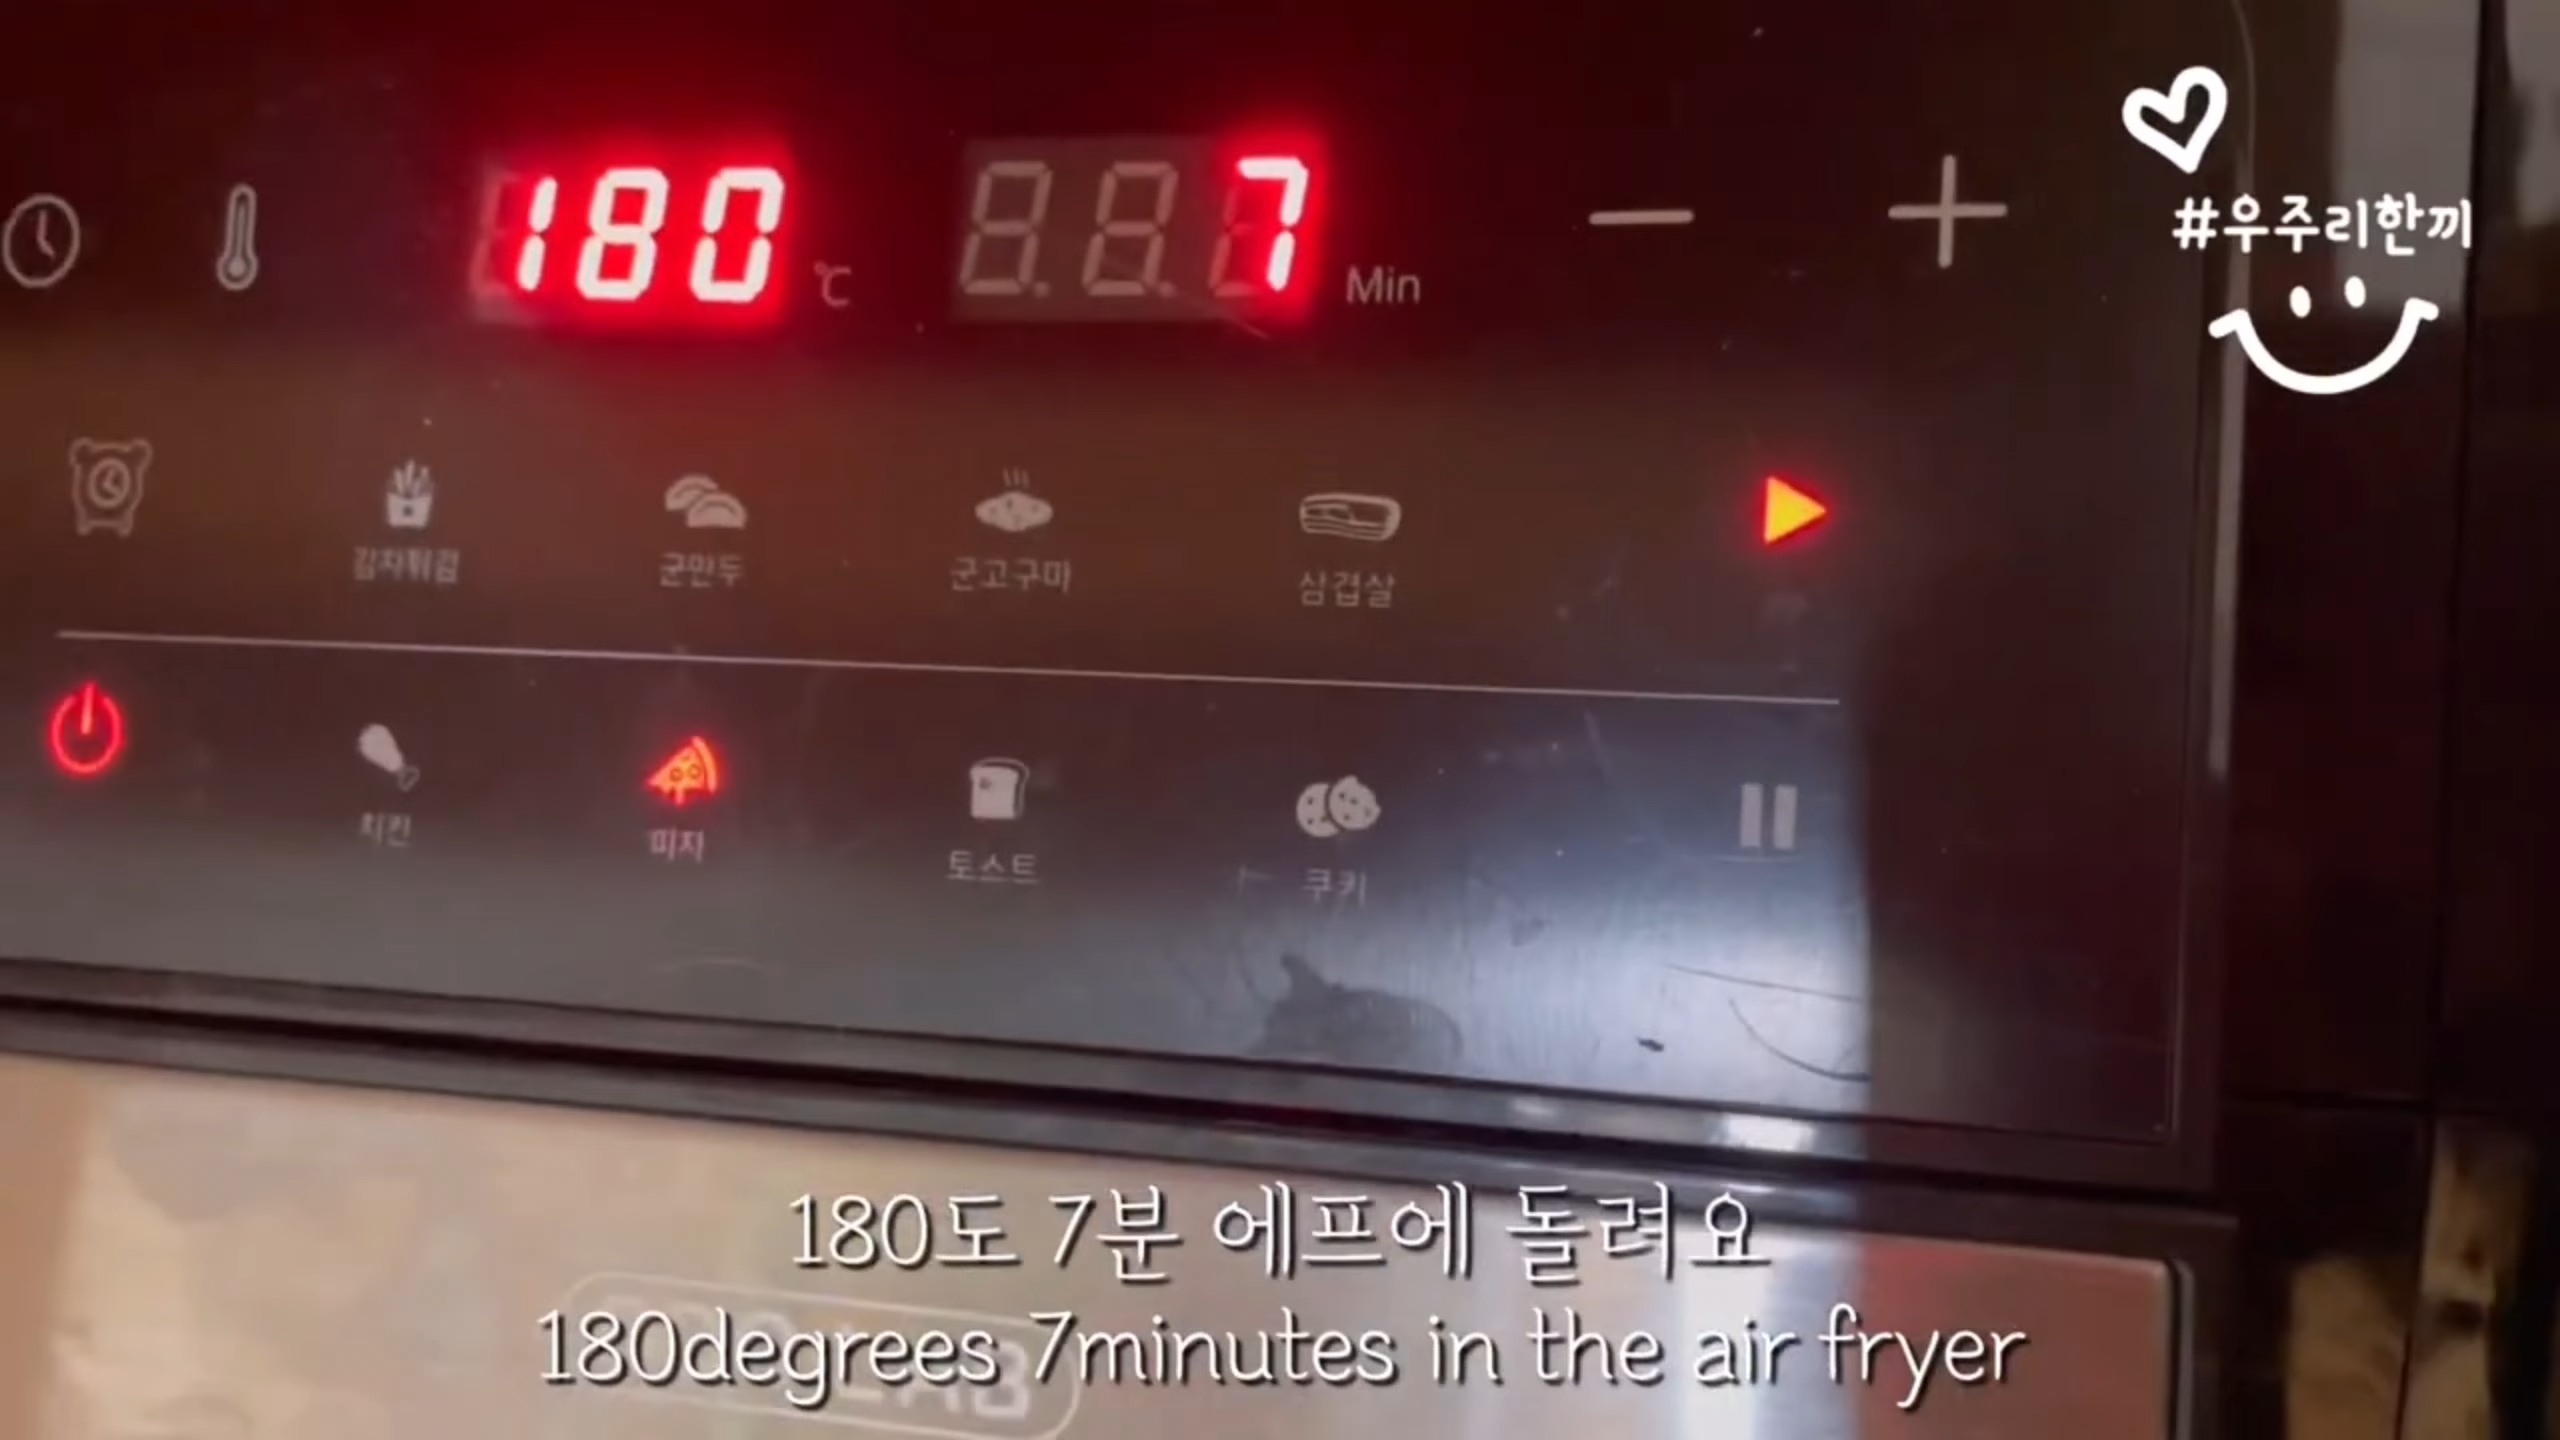 180 ℃ 7 Min
#우주리한끼
감자튀김 군만두 군고구마 삼겹살
치킨 피자 토스트 쿠키
180도 7분 에프에 돌려요
180degrees 7minutes in the air fryer